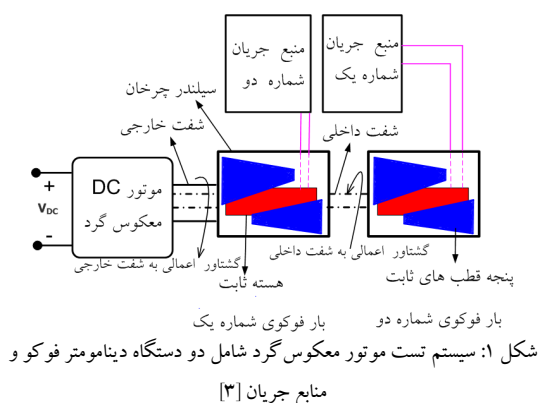 منبع جریان
شماره دو
منبع جریان
شماره یک
سیلندر چرخان
شفت خارجی
شفت داخلی
+
VDC
-
موتور DC
معکوس گرد
گشتاور اعمالی به شفت خارجی
هسته ثابت
گشتاور اعمالی به شفت داخلی
پنجه قطب های ثابت
بار فوکوی شماره یک
بار فوکوی شماره دو
شکل ۱: سیستم تست موتور معکوس گرد شامل دو دستگاه دینامومتر فوکو و
منابع جریان [۳]